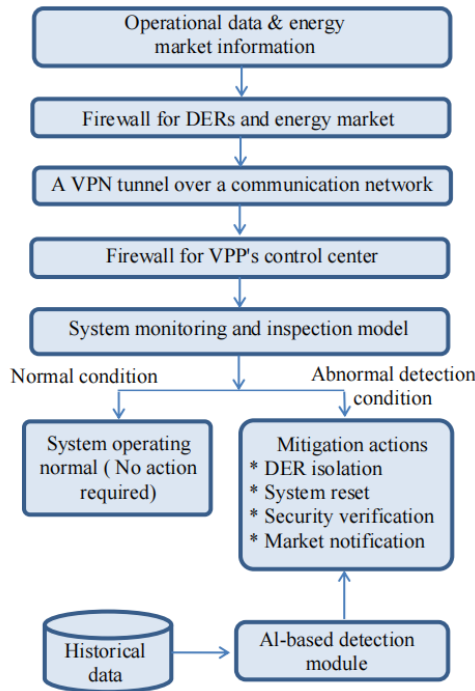 Operational data & energy
market information
Firewall for DERs and energy market
A VPN tunnel over a communication network
Firewall for VPP's control center
System monitoring and inspection model
Normal condition
Abnormal detection
condition
System operating
normal ( No action
required)
Mitigation actions
* DER isolation
* System reset
* Security verification
* Market notification
Historical
data
Al-based detection
module